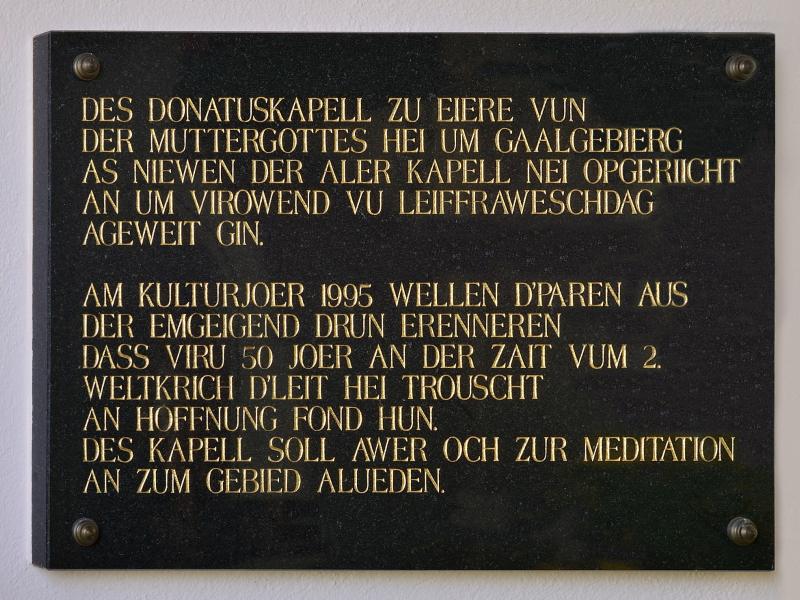 DES DONATUSKAPELL ZU EIERE VUN
DER MUTTERGOTTES HEI UM GAALGEBIERG
AS NIEWEN DER ALER KAPELL NEI OPGERIICHT
AN UM VIROWEND VU LEIFFRAWESCHDAG
AGEWEIT GIN.
AM KULTURJOER 1995 WELLEN D'PAREN AUS
DER EMGEIGEND DRUN ERENNEREN
DASS VIRU 50 JOER AN DER ZAIT VUM 2.
WELTKRICH D'LEIT HEI TROUSCHT
AN HOFFNUNG FOND HUN.
DES KAPELL SOLL AWER OCH ZUR MEDITATION
AN ZUM GEBIED ALUEDEN.